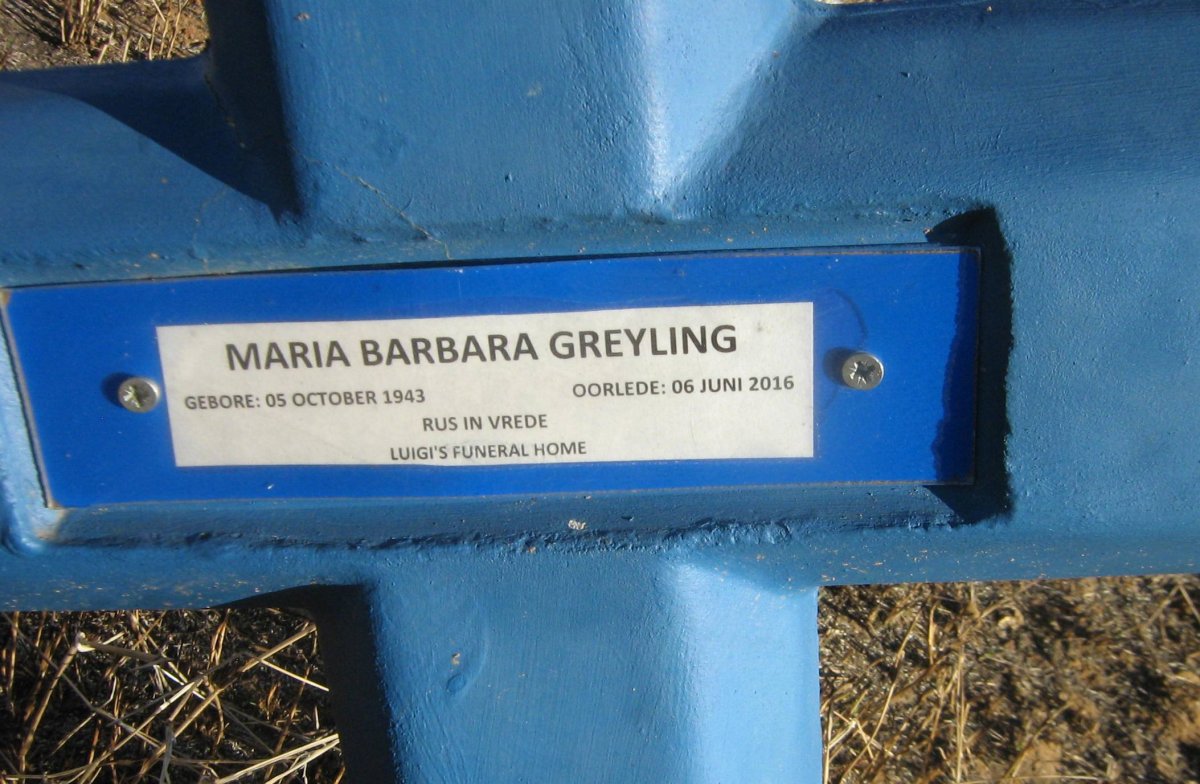 MARIA BARBARA GREYLING
GEBORE: 05 OCTOBER 1943 OORLEDE: 06 JUNI 2016
RUS IN VREDE
LUIGI'S FUNERAL HOME